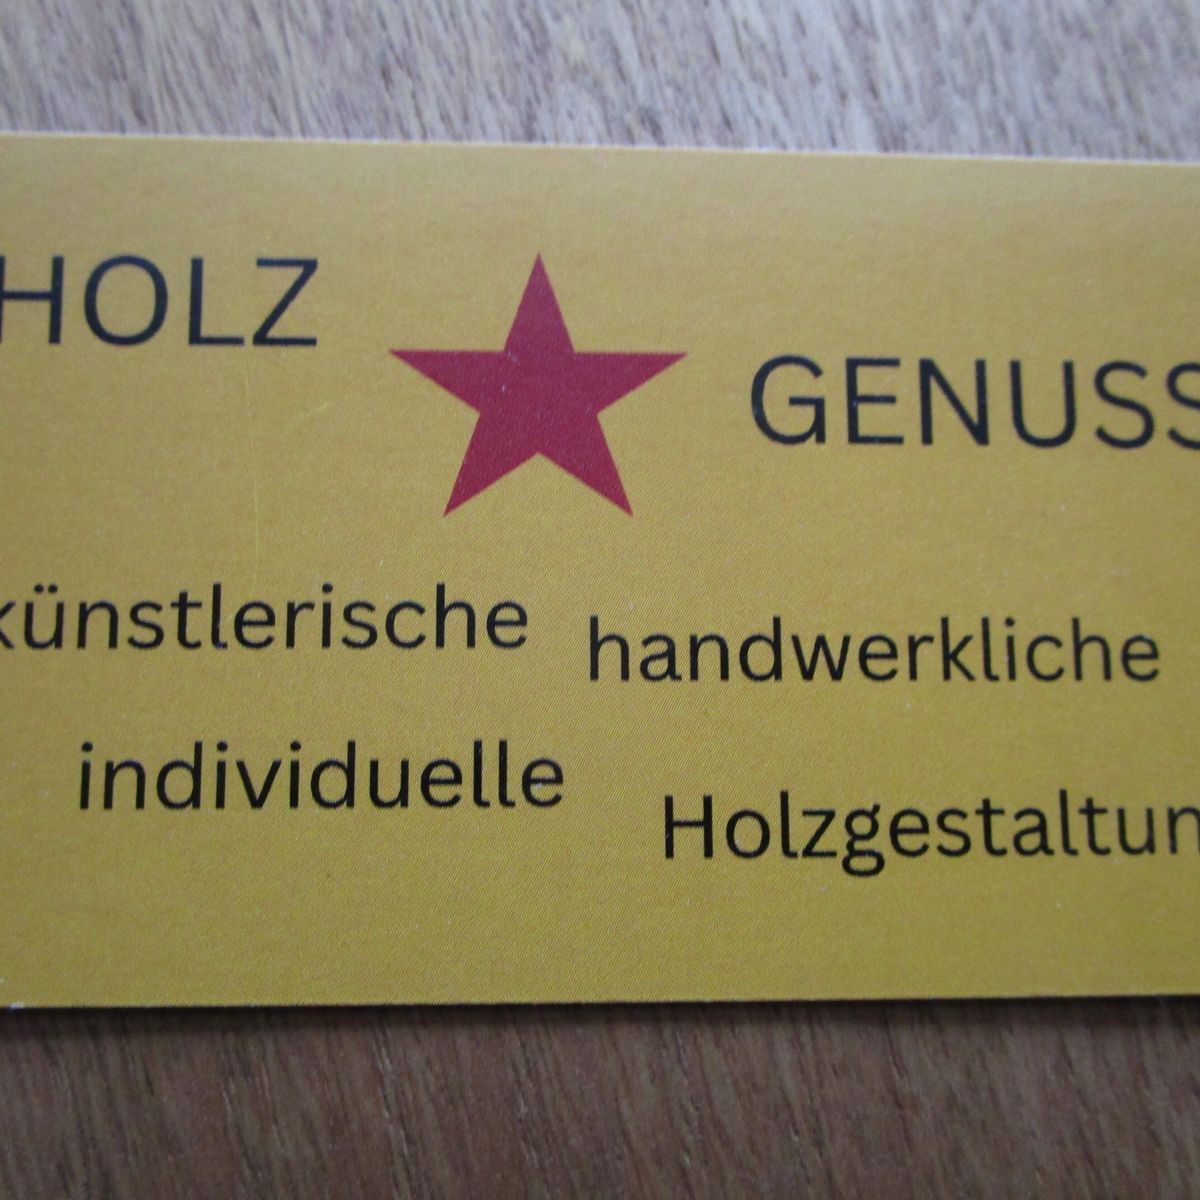 HOLZ
GENUSS
künstlerische
handwerkliche
individuelle
Holzgestaltun